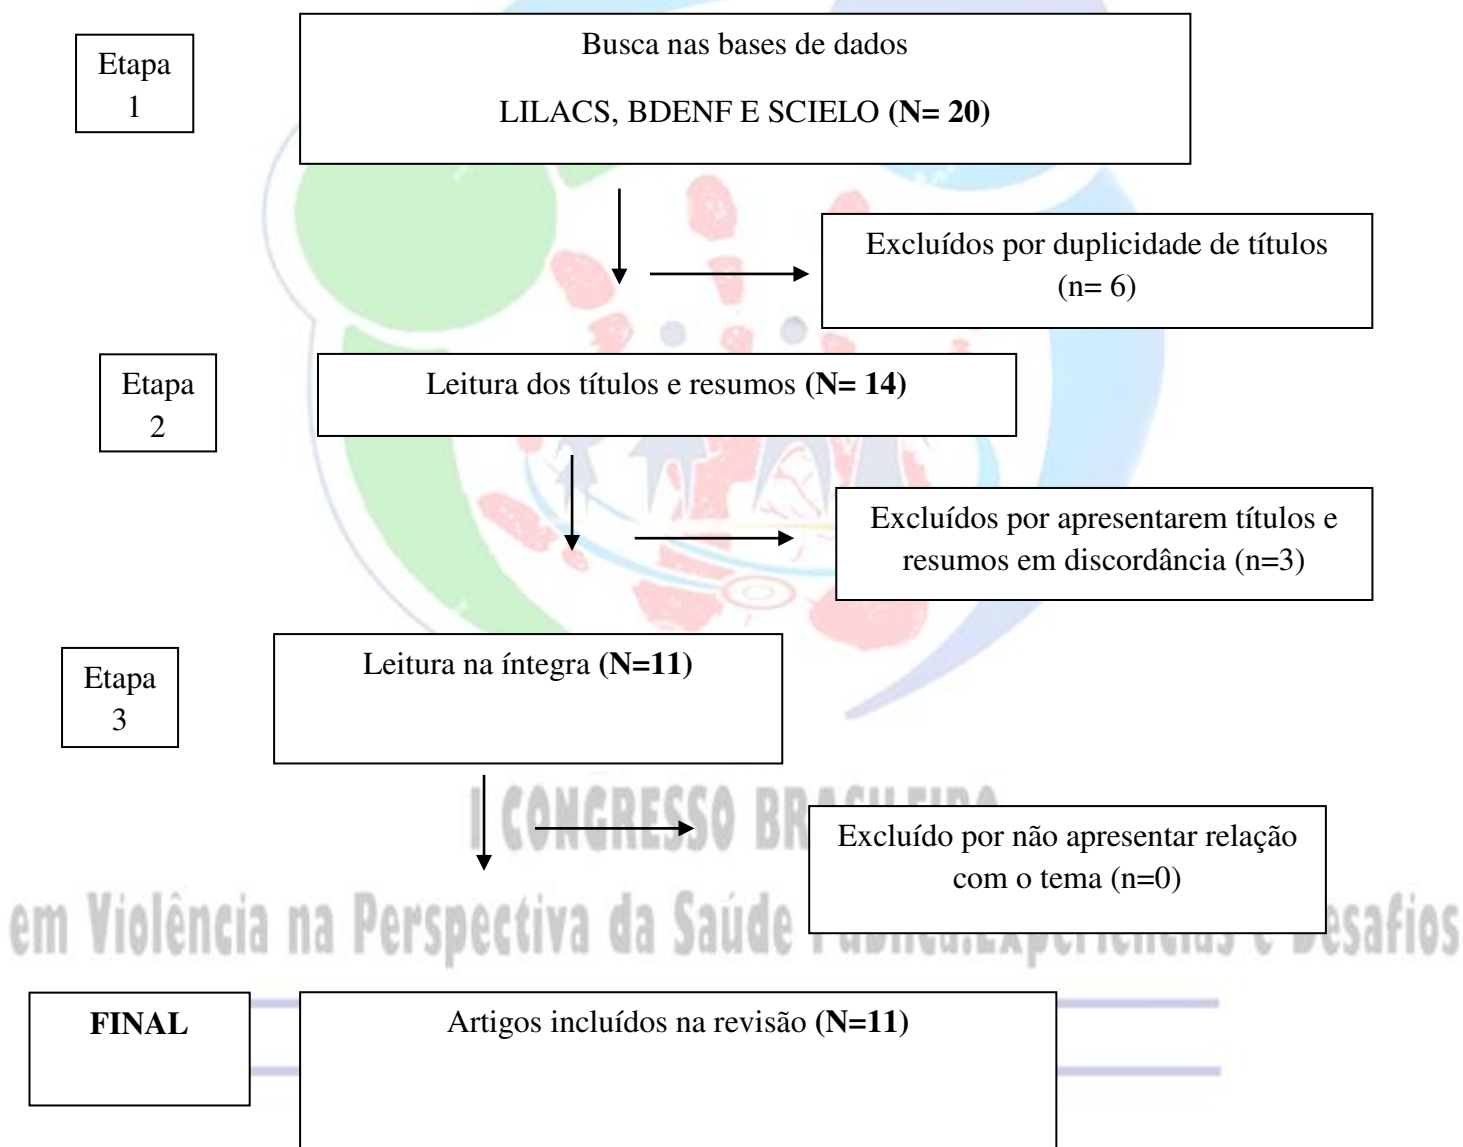 Etapa
1
Busca nas bases de dados
LILACS, BDENF E SCIELO (N= 20)
Excluídos por duplicidade de títulos
(n= 6)
Etapa
2
Leitura dos títulos e resumos (N= 14)
Excluídos por apresentarem títulos e
resumos em discordância (n=3)
Etapa
3
Leitura na íntegra (N=11)
I CONGRESSO BRASILEIRO
Excluído por não apresentar relação
com o tema (n=0)
em Violência na Perspectiva da Saúde Pública:Experiências e Desafios
FINAL
Artigos incluídos na revisão (N=11)